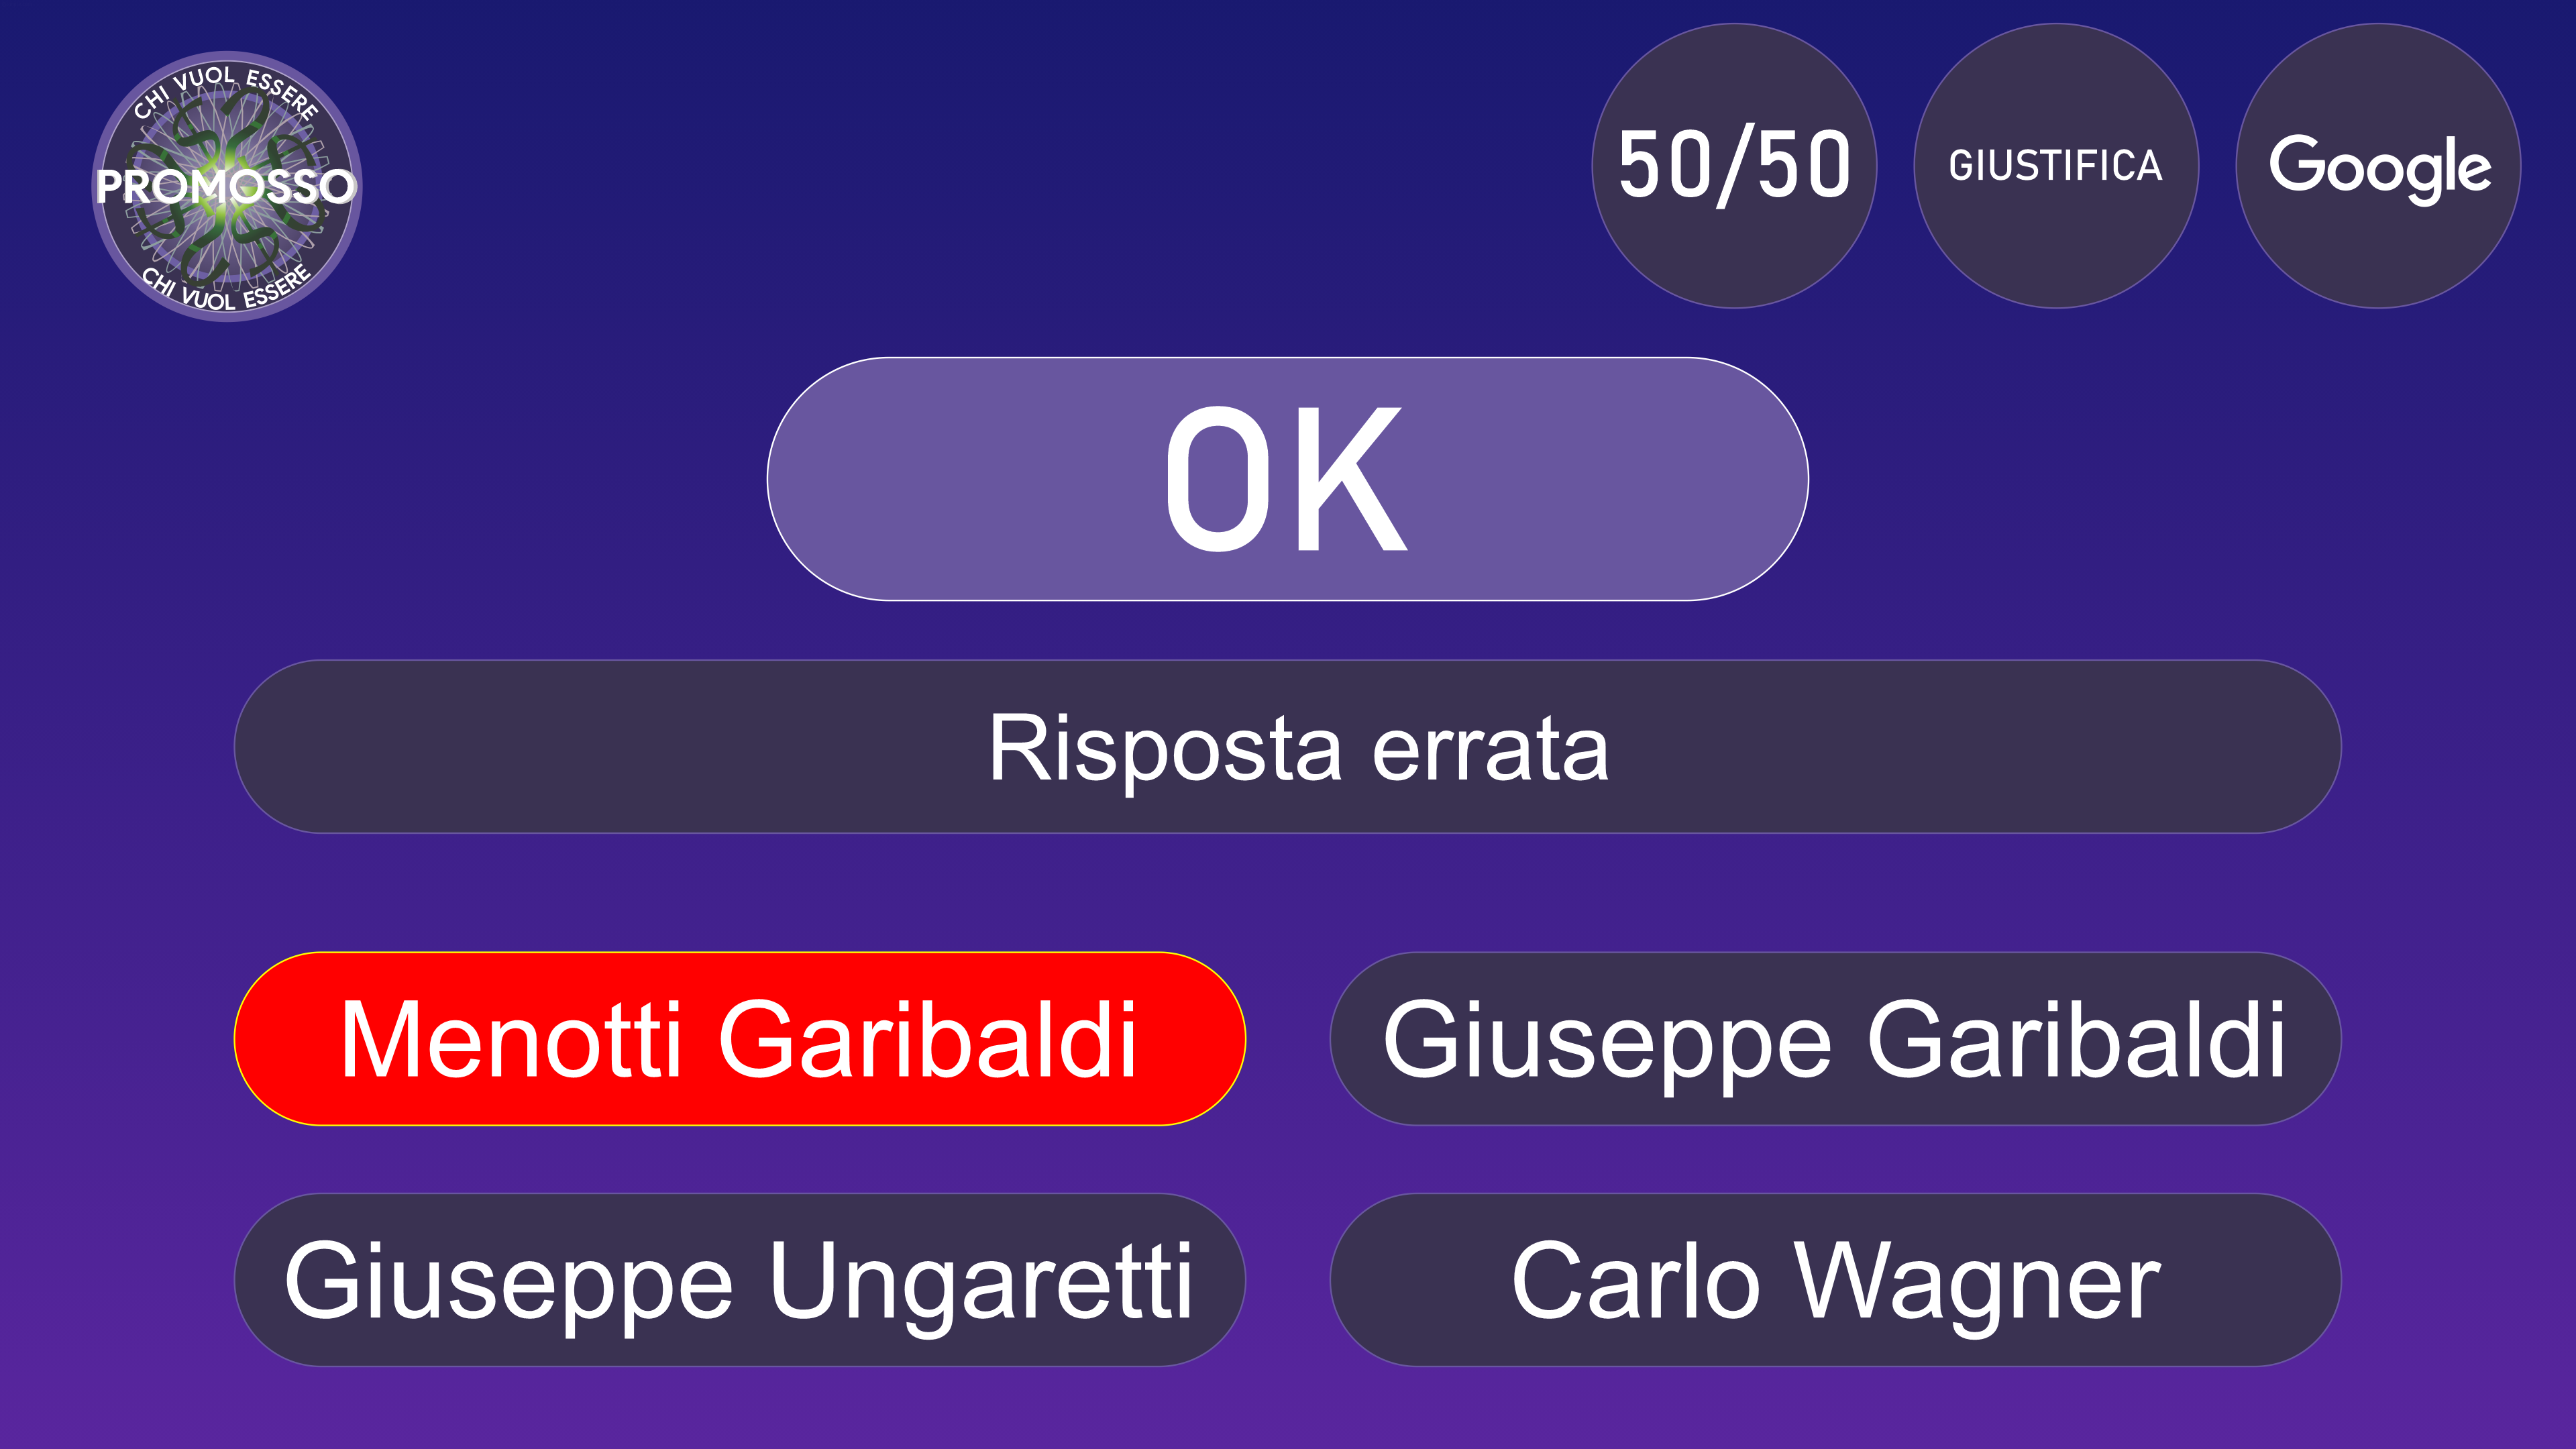 CHI VUOL ESSERE
PROMOSSO
CHI VUOL ESSERE
50/50
GIUSTIFICA
Google
OK
Risposta errata
Menotti Garibaldi
Giuseppe Garibaldi
Giuseppe Ungaretti
Carlo Wagner